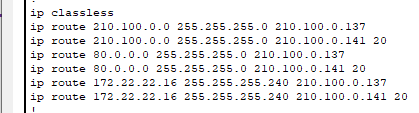 !
ip classless
ip route 210.100.0.0 255.255.255.0 210.100.0.137
ip route 210.100.0.0 255.255.255.0 210.100.0.141 20
ip route 80.0.0.0 255.255.255.0 210.100.0.137
ip route 80.0.0.0 255.255.255.0 210.100.0.141 20
ip route 172.22.22.16 255.255.255.240 210.100.0.137
ip route 172.22.22.16 255.255.255.240 210.100.0.141 20
!